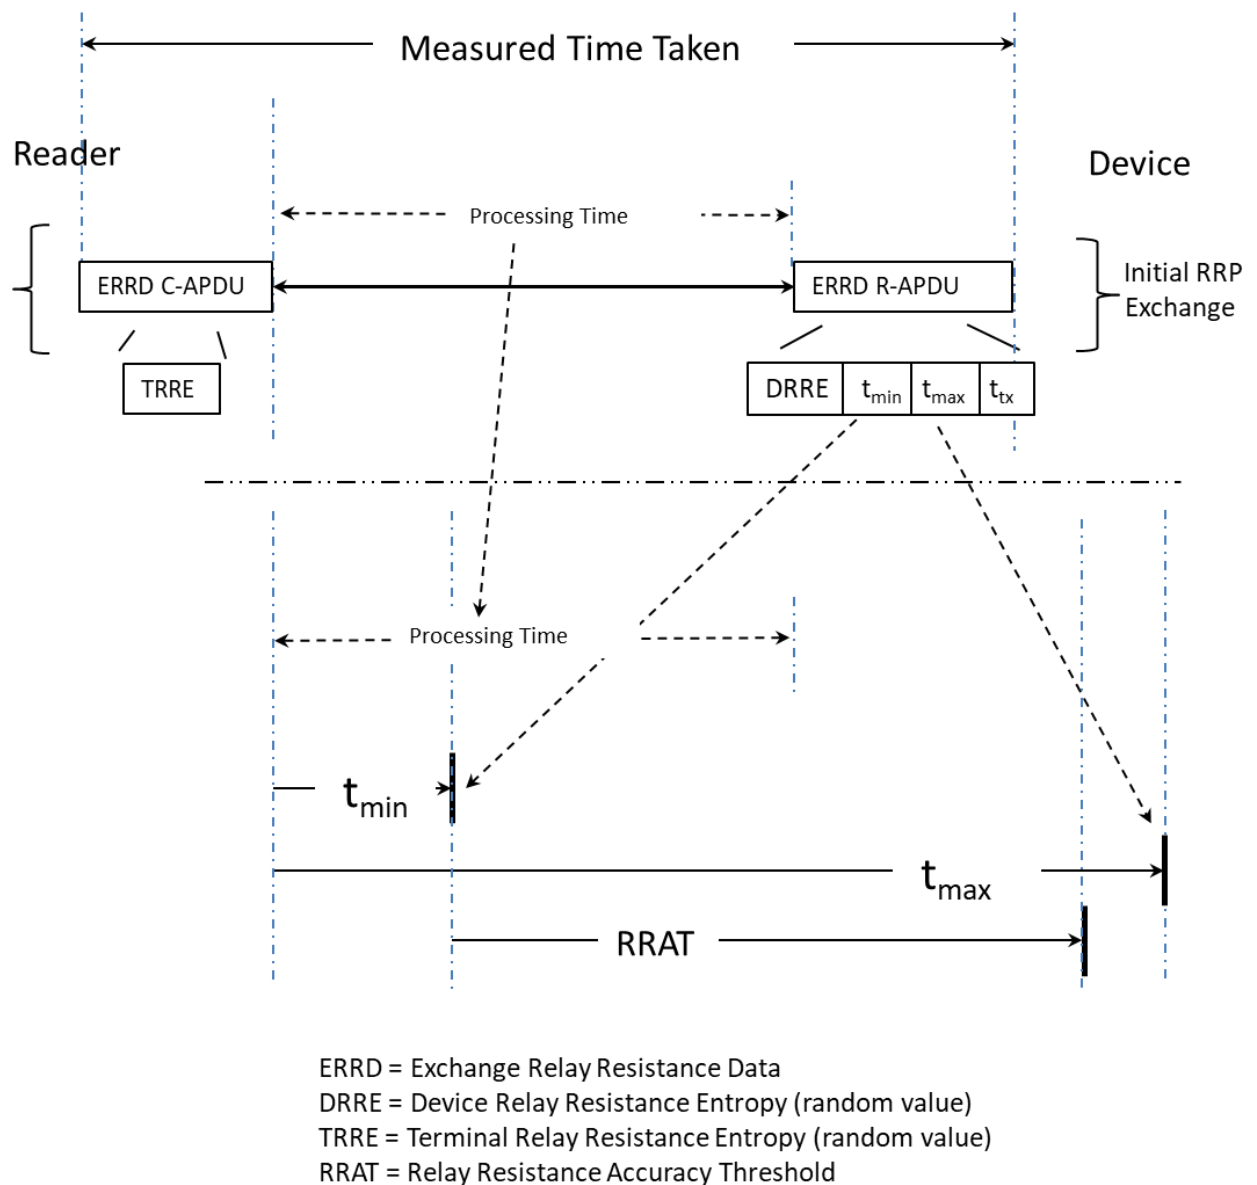 Measured Time Taken
Reader
Device
Processing Time
ERRD C-APDU
ERRD R-APDU
Initial RRP
Exchange
TRRE
DRRE
tmin
tmax
ttx
Processing Time
tmin
tmax
RRAT
ERRD = Exchange Relay Resistance Data
DRRE = Device Relay Resistance Entropy (random value)
TRRE = Terminal Relay Resistance Entropy (random value)
RRAT = Relay Resistance Accuracy Threshold